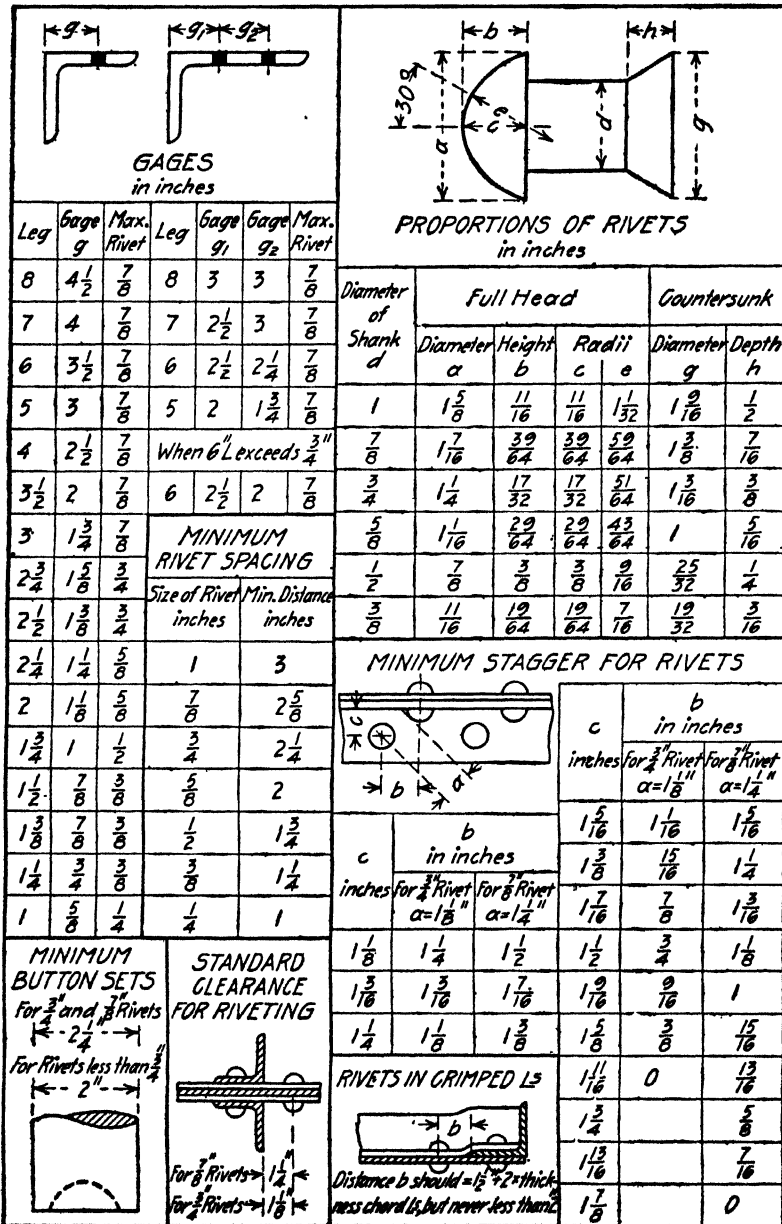 g
g₁ g₂
GAGES
in inches
Leg Gage g Max. Rivet Leg Gage g₁ Gage g₂ Max. Rivet
8 4 1/2 7/8 8 3 3 7/8
7 4 7/8 7 2 1/2 3 7/8
6 3 1/2 7/8 6 2 1/2 2 1/4 7/8
5 3 7/8 5 2 1 3/4 7/8
4 2 1/2 7/8 When 6" L exceeds 3/4"
3 1/2 2 7/8 6 2 1/2 2 7/8
3 1 3/4 7/8
2 3/4 1 5/8 3/4
2 1/2 1 3/8 3/4
2 1/4 1 1/4 5/8
2 1 1/8 5/8
1 3/4 1 1/2
1 1/2 7/8 3/8
1 3/8 7/8 3/8
1 1/4 3/4 3/8
1 5/8 1/4
MINIMUM
RIVET SPACING
Size of Rivet inches Min. Distance inches
1 3
7/8 2 5/8
3/4 2 1/4
5/8 2
1/2 1 3/4
3/8 1 1/4
1/4 1
b h
30° e
a c d g
PROPORTIONS OF RIVETS
in inches
Diameter of Shank d Full Head Countersunk
Diameter a Height b Radii c e Diameter g Depth h
1 1 5/8 11/16 11/16 1 1/32 1 9/16 1/2
7/8 1 7/16 39/64 39/64 59/64 1 3/8 7/16
3/4 1 1/4 17/32 17/32 51/64 1 3/16 3/8
5/8 1 1/16 29/64 29/64 43/64 1 5/16
1/2 7/8 3/8 3/8 9/16 25/32 1/4
3/8 11/16 19/64 19/64 7/16 19/32 3/16
MINIMUM STAGGER FOR RIVETS
c
b a
c inches b in inches
For 3/4" Rivet a=1 1/8" For 7/8" Rivet a=1 1/4"
1 1/8 1 1/4 1 1/2
1 3/16 1 3/16 1 7/16
1 1/4 1 1/8 1 3/8
c inches b in inches
For 3/4" Rivet a=1 1/8" For 7/8" Rivet a=1 1/4"
1 5/16 1 1/16 1 5/16
1 3/8 15/16 1 1/4
1 7/16 7/8 1 3/16
1 1/2 3/4 1 1/8
1 9/16 9/16 1
1 5/8 3/8 15/16
1 11/16 0 13/16
1 3/4 5/8
1 13/16 7/16
1 7/8 0
MINIMUM
BUTTON SETS
For 3/4" and 7/8" Rivets
2 1/4"
For Rivets less than 3/4"
2"
STANDARD
CLEARANCE
FOR RIVETING
For 7/8" Rivets 1 1/4"
For 3/4" Rivets 1 1/8"
RIVETS IN CRIMPED Ls
b
Distance b should = 1 1/2" + 2 × thick-
ness chord Ls, but never less than